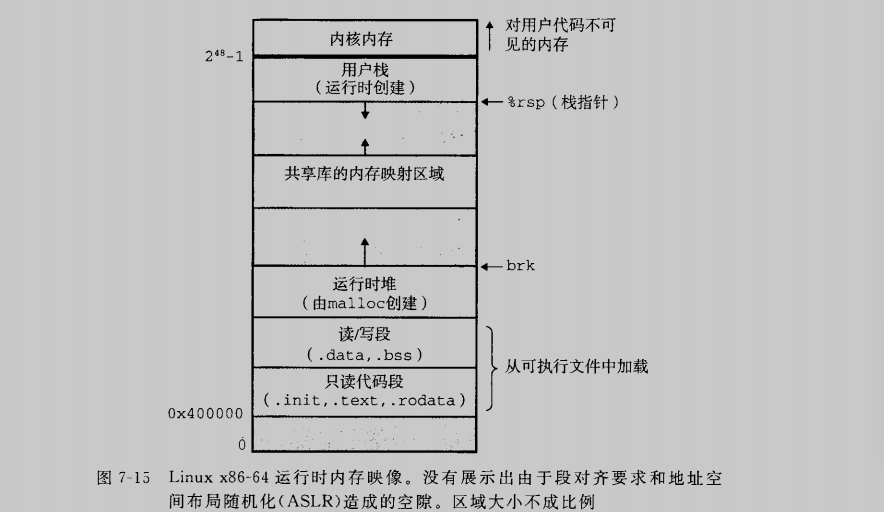 内核内存
对用户代码不可
见的内存
2⁴⁸-1
用户栈
(运行时创建)
%rsp(栈指针)
共享库的内存映射区域
brk
运行时堆
(由malloc创建)
读/写段
(.data,.bss)
从可执行文件中加载
只读代码段
(.init,.text,.rodata)
0x400000
0
图 7-15 Linux x86-64 运行时内存映像。没有展示出由于段对齐要求和地址空
间布局随机化(ASLR)造成的空隙。区域大小不成比例